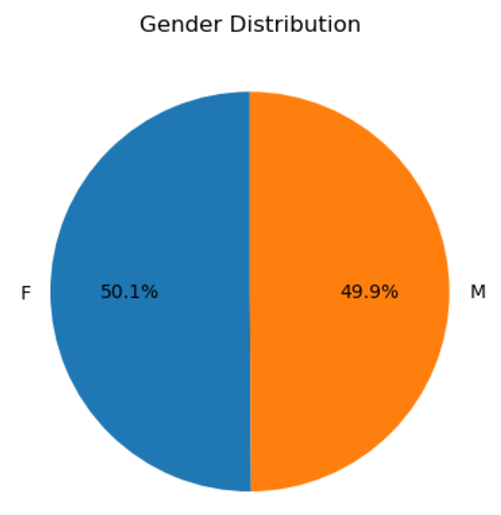 Gender Distribution
F
50.1%
49.9%
M